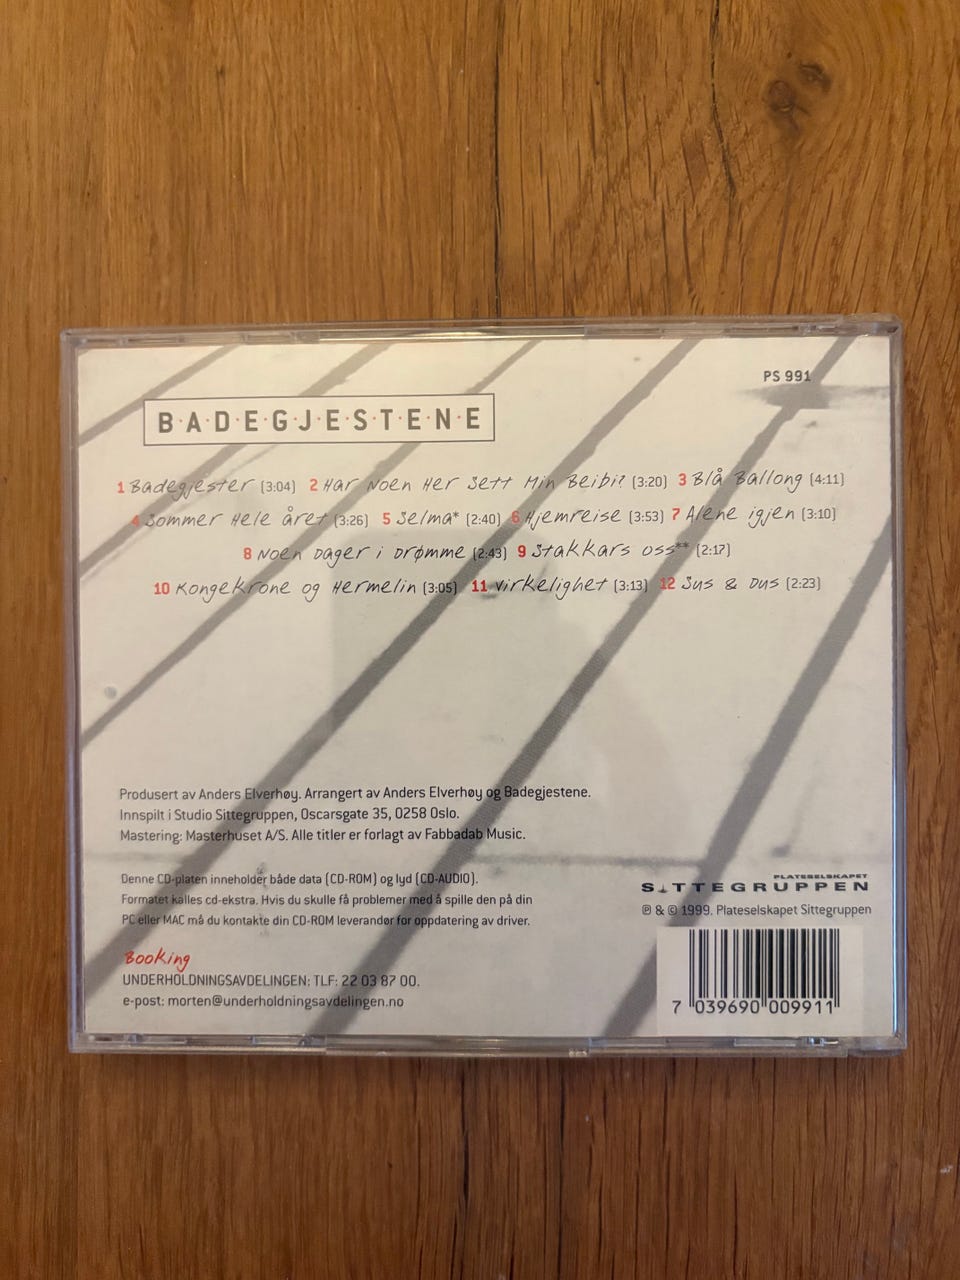 PS 991
B·A·D·E·G·J·E·S·T·E·N·E
1 Badegjester (3:04) 2 Har Noen Her Sett Min Beibi? (3:20) 3 Blå Ballong (4:11)
4 Sommer Hele året (3:26) 5 Selma* (2:40) 6 Hjemreise (3:53) 7 Alene igjen (3:10)
8 Noen Dager i Drømme (2:43) 9 Stakkars oss** (2:17)
10 Kongekrone og Hermelin (3:05) 11 Virkelighet (3:13) 12 Sus & Dus (2:23)
Produsert av Anders Elverhøy. Arrangert av Anders Elverhøy og Badegjestene.
Innspilt i Studio Sittegruppen, Oscarsgate 35, 0258 Oslo.
Mastering: Masterhuset A/S. Alle titler er forlagt av Fabbadab Music.
Denne CD-platen inneholder både data (CD-ROM) og lyd (CD-AUDIO).
Formatet kalles cd-ekstra. Hvis du skulle få problemer med å spille den på din
PC eller MAC må du kontakte din CD-ROM leverandør for oppdatering av driver.
PLATESELSKAPET
SITTEGRUPPEN
℗ & © 1999. Plateselskapet Sittegruppen
Booking
UNDERHOLDNINGSAVDELINGEN: TLF: 22 03 87 00.
e-post: morten@underholdningsavdelingen.no
7 039690 009911